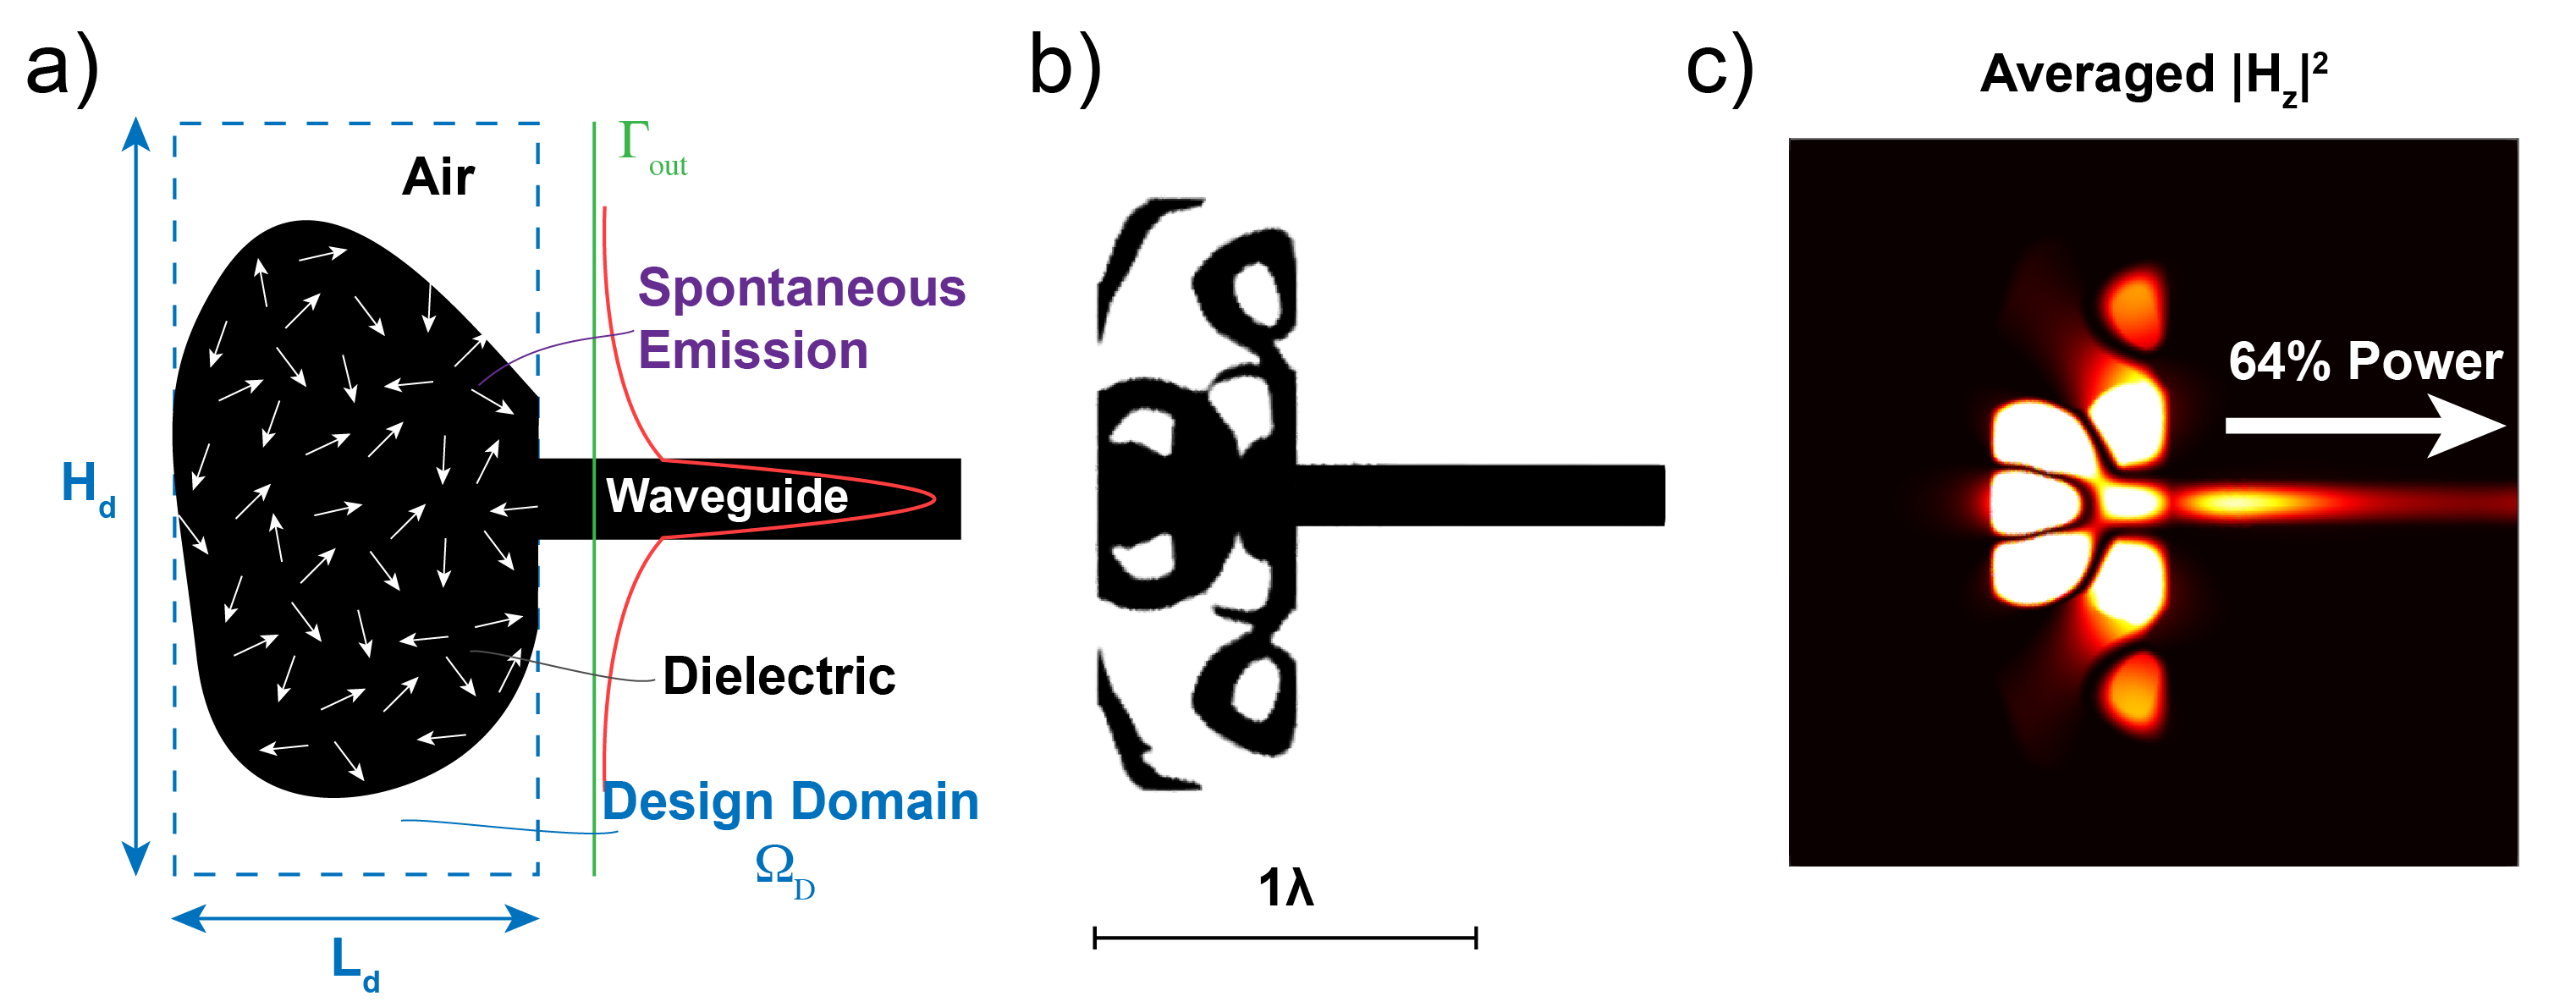 a)
Air
Γout
Spontaneous
Emission
Hd
Waveguide
Dielectric
Design Domain
ΩD
Ld
b)
1λ
c)
Averaged |Hz|²
64% Power